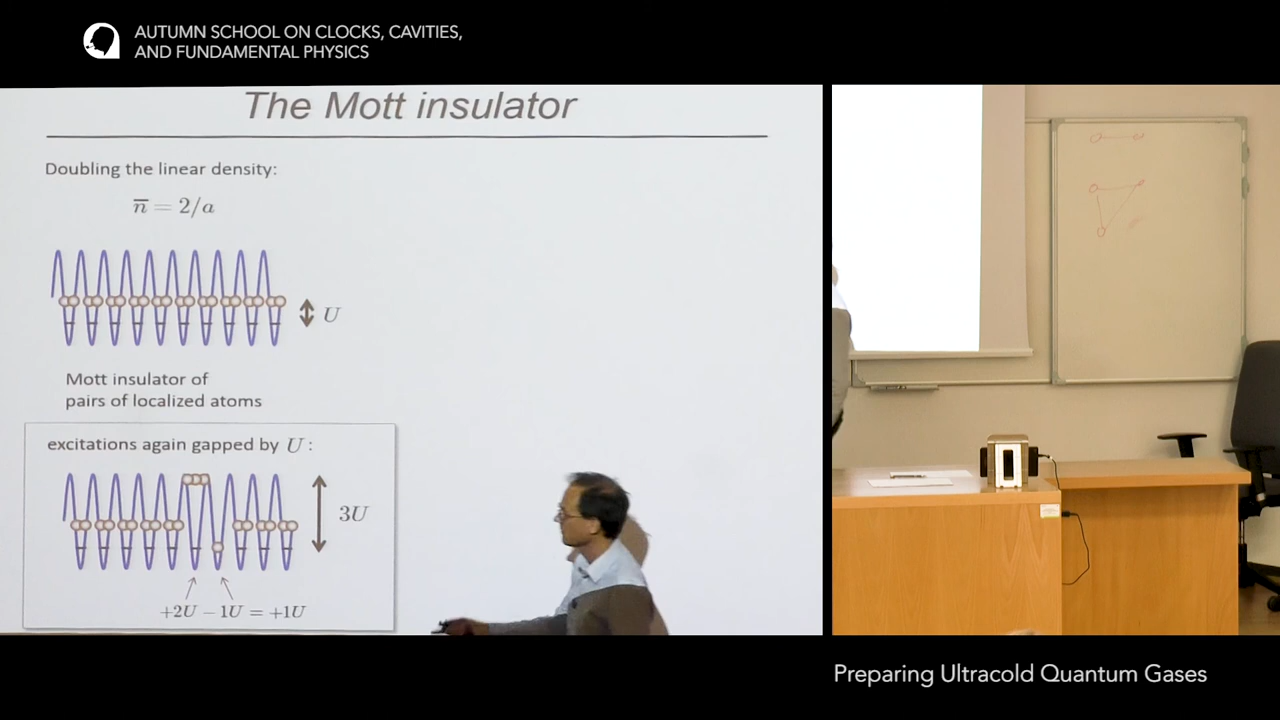 AUTUMN SCHOOL ON CLOCKS, CAVITIES,
AND FUNDAMENTAL PHYSICS
The Mott insulator
Doubling the linear density:
n̅ = 2/a
U
Mott insulator of
pairs of localized atoms
excitations again gapped by U :
3U
+2U − 1U = +1U
Preparing Ultracold Quantum Gases